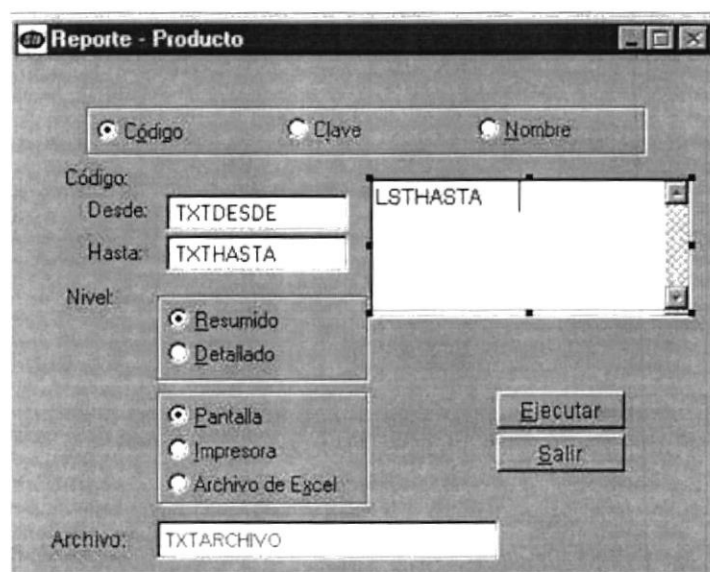 Reporte - Producto
Código Clave Nombre
Código:
Desde: TXTDESDE
LSTHASTA
Hasta: TXTHASTA
Nivel:
Resumido
Detallado
Pantalla
Impresora
Archivo de Excel
Ejecutar
Salir
Archivo: TXTARCHIVO